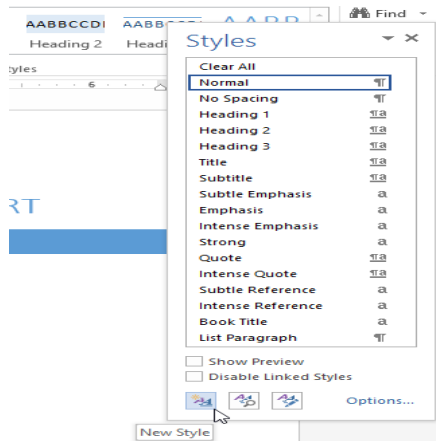 Find
AABBCCDI AABBCCDD AABB
Heading 2 Headi
Styles
tyles
6
Clear All
Normal ¶
No Spacing ¶
Heading 1 ¶a
Heading 2 ¶a
Heading 3 ¶a
Title ¶a
Subtitle ¶a
Subtle Emphasis a
Emphasis a
Intense Emphasis a
Strong a
Quote ¶a
Intense Quote ¶a
Subtle Reference a
Intense Reference a
Book Title a
List Paragraph ¶
RT
Show Preview
Disable Linked Styles
Options...
New Style